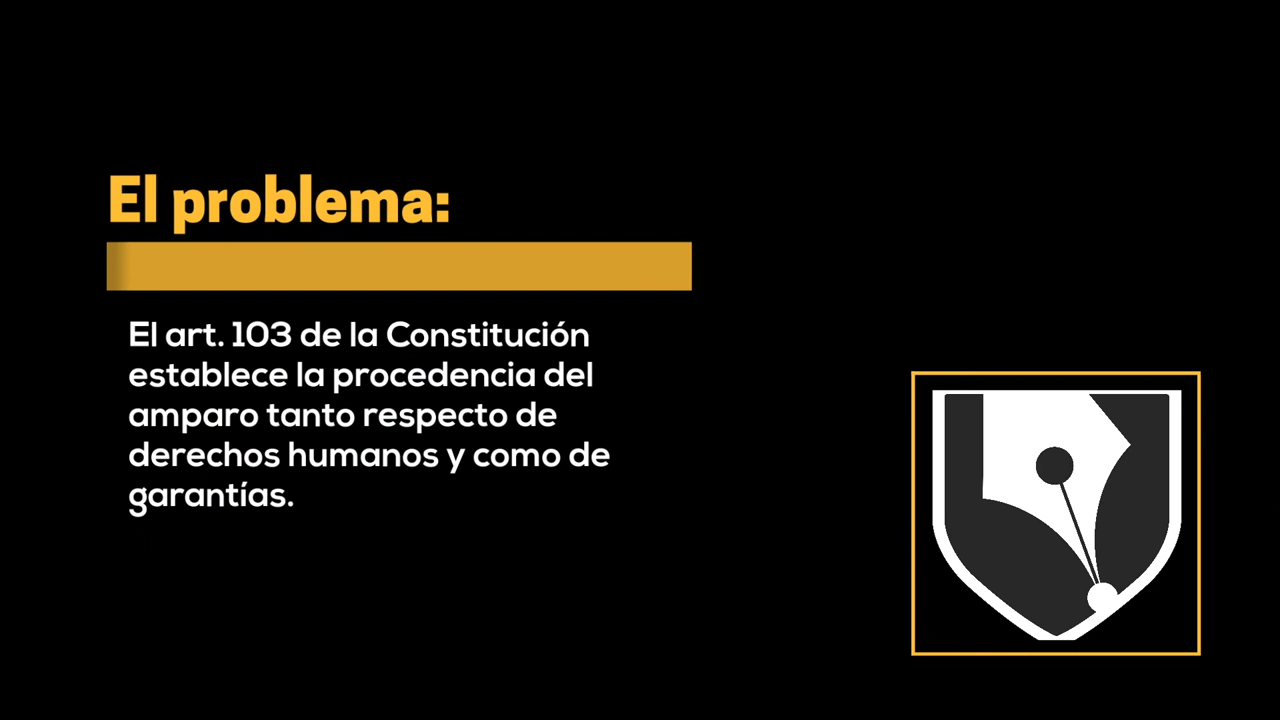 El problema:
El art. 103 de la Constitución
establece la procedencia del
amparo tanto respecto de
derechos humanos y como de
garantías.